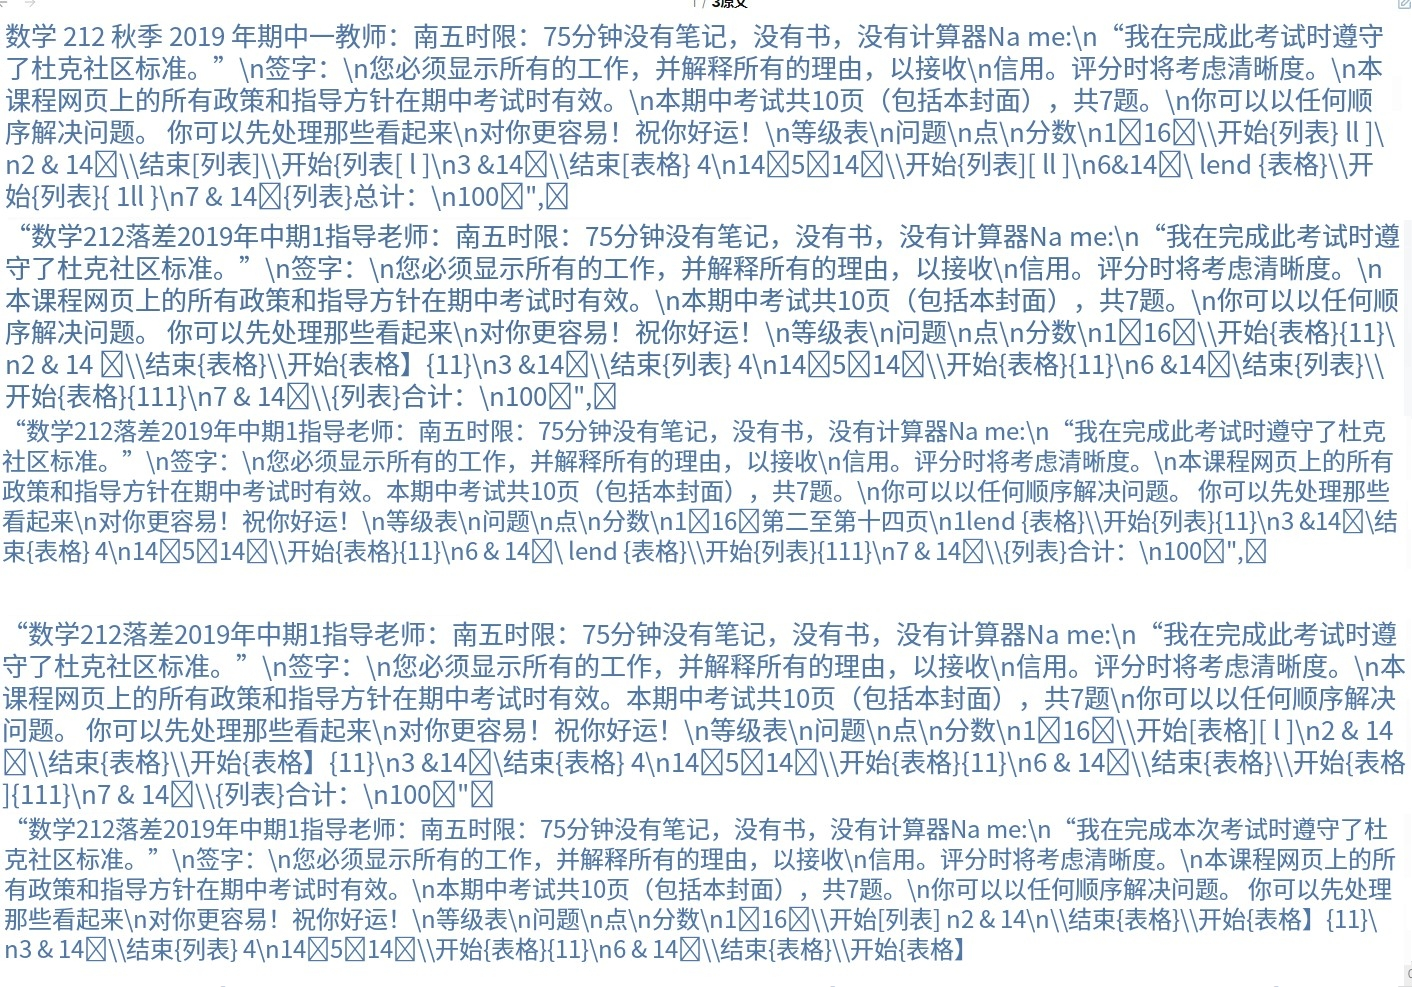 1 / 3原文
数学 212 秋季 2019 年期中一教师：南五时限：75分钟没有笔记，没有书，没有计算器Na me:\n“我在完成此考试时遵守
了杜克社区标准。”\n签字：\n您必须显示所有的工作，并解释所有的理由，以接收\n信用。评分时将考虑清晰度。\n本
课程网页上的所有政策和指导方针在期中考试时有效。\n本期中考试共10页（包括本封面），共7题。\n你可以以任何顺
序解决问题。 你可以先处理那些看起来\n对你更容易！祝你好运！\n等级表\n问题\n点\n分数\n1〿16〿\\开始{列表} ll ]\
n2 & 14〿\\结束[列表]\\开始{列表[ l ]\n3 &14〿\\结束[表格} 4\n14〿5〿14〿\\开始{列表][ ll ]\n6&14〿\ lend {表格}\\开
始{列表}{ 1ll }\n7 & 14〿{列表}总计：\n100〿",〿
“数学212落差2019年中期1指导老师：南五时限：75分钟没有笔记，没有书，没有计算器Na me:\n“我在完成此考试时遵
守了杜克社区标准。”\n签字：\n您必须显示所有的工作，并解释所有的理由，以接收\n信用。评分时将考虑清晰度。\n
本课程网页上的所有政策和指导方针在期中考试时有效。\n本期中考试共10页（包括本封面），共7题。\n你可以以任何顺
序解决问题。 你可以先处理那些看起来\n对你更容易！祝你好运！\n等级表\n问题\n点\n分数\n1〿16〿\\开始{表格}{11}\
n2 & 14 〿\\结束{表格}\\开始{表格】{11}\n3 &14〿\\结束{列表} 4\n14〿5〿14〿\\开始{表格}{11}\n6 &14〿\结束{列表}\\
开始{表格}{111}\n7 & 14〿\\{列表}合计：\n100〿",〿
“数学212落差2019年中期1指导老师：南五时限：75分钟没有笔记，没有书，没有计算器Na me:\n“我在完成此考试时遵守了杜克
社区标准。”\n签字：\n您必须显示所有的工作，并解释所有的理由，以接收\n信用。评分时将考虑清晰度。\n本课程网页上的所有
政策和指导方针在期中考试时有效。本期中考试共10页（包括本封面），共7题。\n你可以以任何顺序解决问题。 你可以先处理那些
看起来\n对你更容易！祝你好运！\n等级表\n问题\n点\n分数\n1〿16〿第二至第十四页\n1lend {表格}\\开始{列表}{11}\n3 &14〿\结
束{表格} 4\n14〿5〿14〿\\开始{表格}{11}\n6 & 14〿\ lend {表格}\\开始{列表}{111}\n7 & 14〿\\{列表}合计：\n100〿",〿
“数学212落差2019年中期1指导老师：南五时限：75分钟没有笔记，没有书，没有计算器Na me:\n“我在完成此考试时遵
守了杜克社区标准。”\n签字：\n您必须显示所有的工作，并解释所有的理由，以接收\n信用。评分时将考虑清晰度。\n本
课程网页上的所有政策和指导方针在期中考试时有效。本期中考试共10页（包括本封面），共7题\n你可以以任何顺序解决
问题。 你可以先处理那些看起来\n对你更容易！祝你好运！\n等级表\n问题\n点\n分数\n1〿16〿\\开始[表格][ l ]\n2 & 14
〿\\结束{表格}\\开始{表格】{11}\n3 &14〿\结束{表格} 4\n14〿5〿14〿\\开始{表格}{11}\n6 & 14〿\\结束{表格}\\开始{表格
]{111}\n7 & 14〿\\{列表}合计：\n100〿"〿
“数学212落差2019年中期1指导老师：南五时限：75分钟没有笔记，没有书，没有计算器Na me:\n“我在完成本次考试时遵守了杜
克社区标准。”\n签字：\n您必须显示所有的工作，并解释所有的理由，以接收\n信用。评分时将考虑清晰度。\n本课程网页上的所
有政策和指导方针在期中考试时有效。\n本期中考试共10页（包括本封面），共7题。\n你可以以任何顺序解决问题。 你可以先处理
那些看起来\n对你更容易！祝你好运！\n等级表\n问题\n点\n分数\n1〿16〿\\开始[列表] n2 & 14\n\\结束{表格}\\开始{表格】{11}\
n3 & 14〿\\结束{列表} 4\n14〿5〿14〿\\开始{表格}{11}\n6 & 14〿\\结束{表格}\\开始{表格】